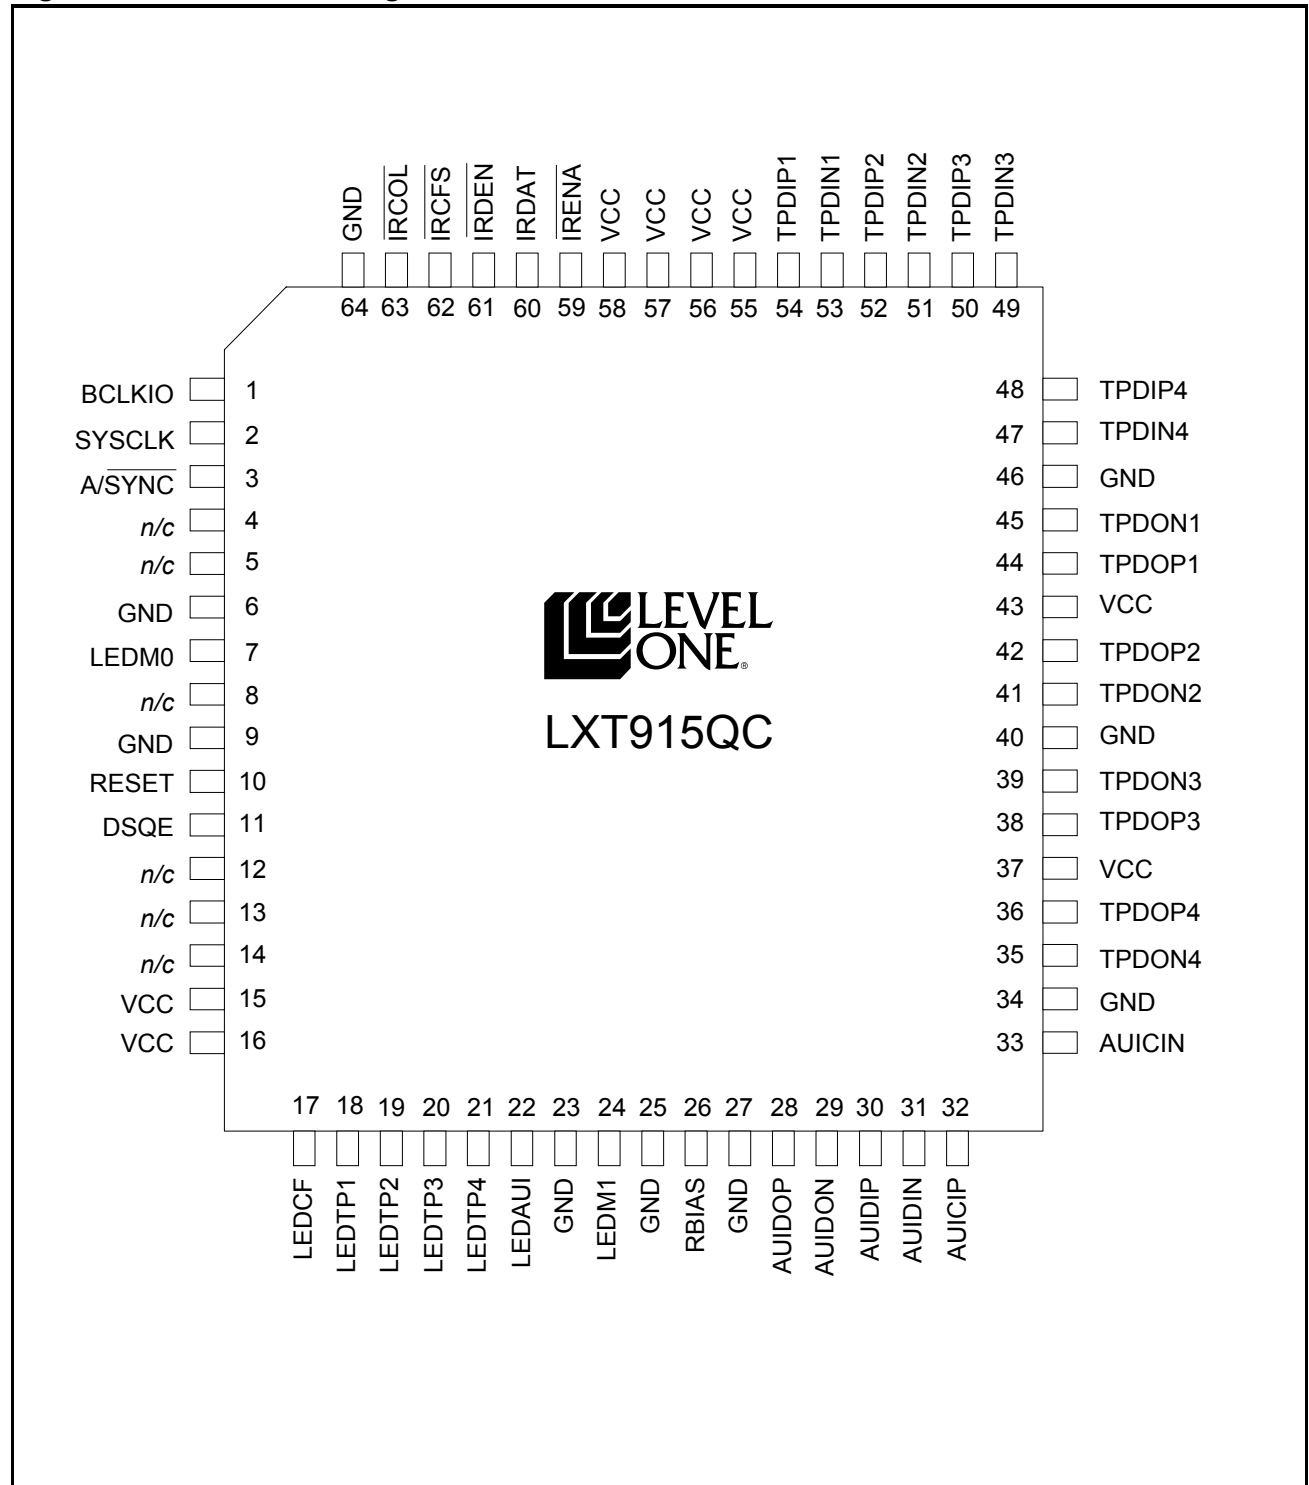 GND IRCOL IRCFS IRDEN IRDAT IRENA VCC VCC VCC VCC TPDIP1 TPDIN1 TPDIP2 TPDIN2 TPDIP3 TPDIN3
64 63 62 61 60 59 58 57 56 55 54 53 52 51 50 49
BCLKIO 1 48 TPDIP4
SYSCLK 2 47 TPDIN4
A/SYNC 3 46 GND
n/c 4 45 TPDON1
n/c 5 44 TPDOP1
GND 6 43 VCC
LEDM0 7 42 TPDOP2
n/c 8 41 TPDON2
GND 9 40 GND
RESET 10 39 TPDON3
DSQE 11 38 TPDOP3
n/c 12 37 VCC
n/c 13 36 TPDOP4
n/c 14 35 TPDON4
VCC 15 34 GND
VCC 16 33 AUICIN
LEVEL
ONE®
LXT915QC
17 18 19 20 21 22 23 24 25 26 27 28 29 30 31 32
LEDCF LEDTP1 LEDTP2 LEDTP3 LEDTP4 LEDAUI GND LEDM1 GND RBIAS GND AUIDOP AUIDON AUIDIP AUIDIN AUICIP